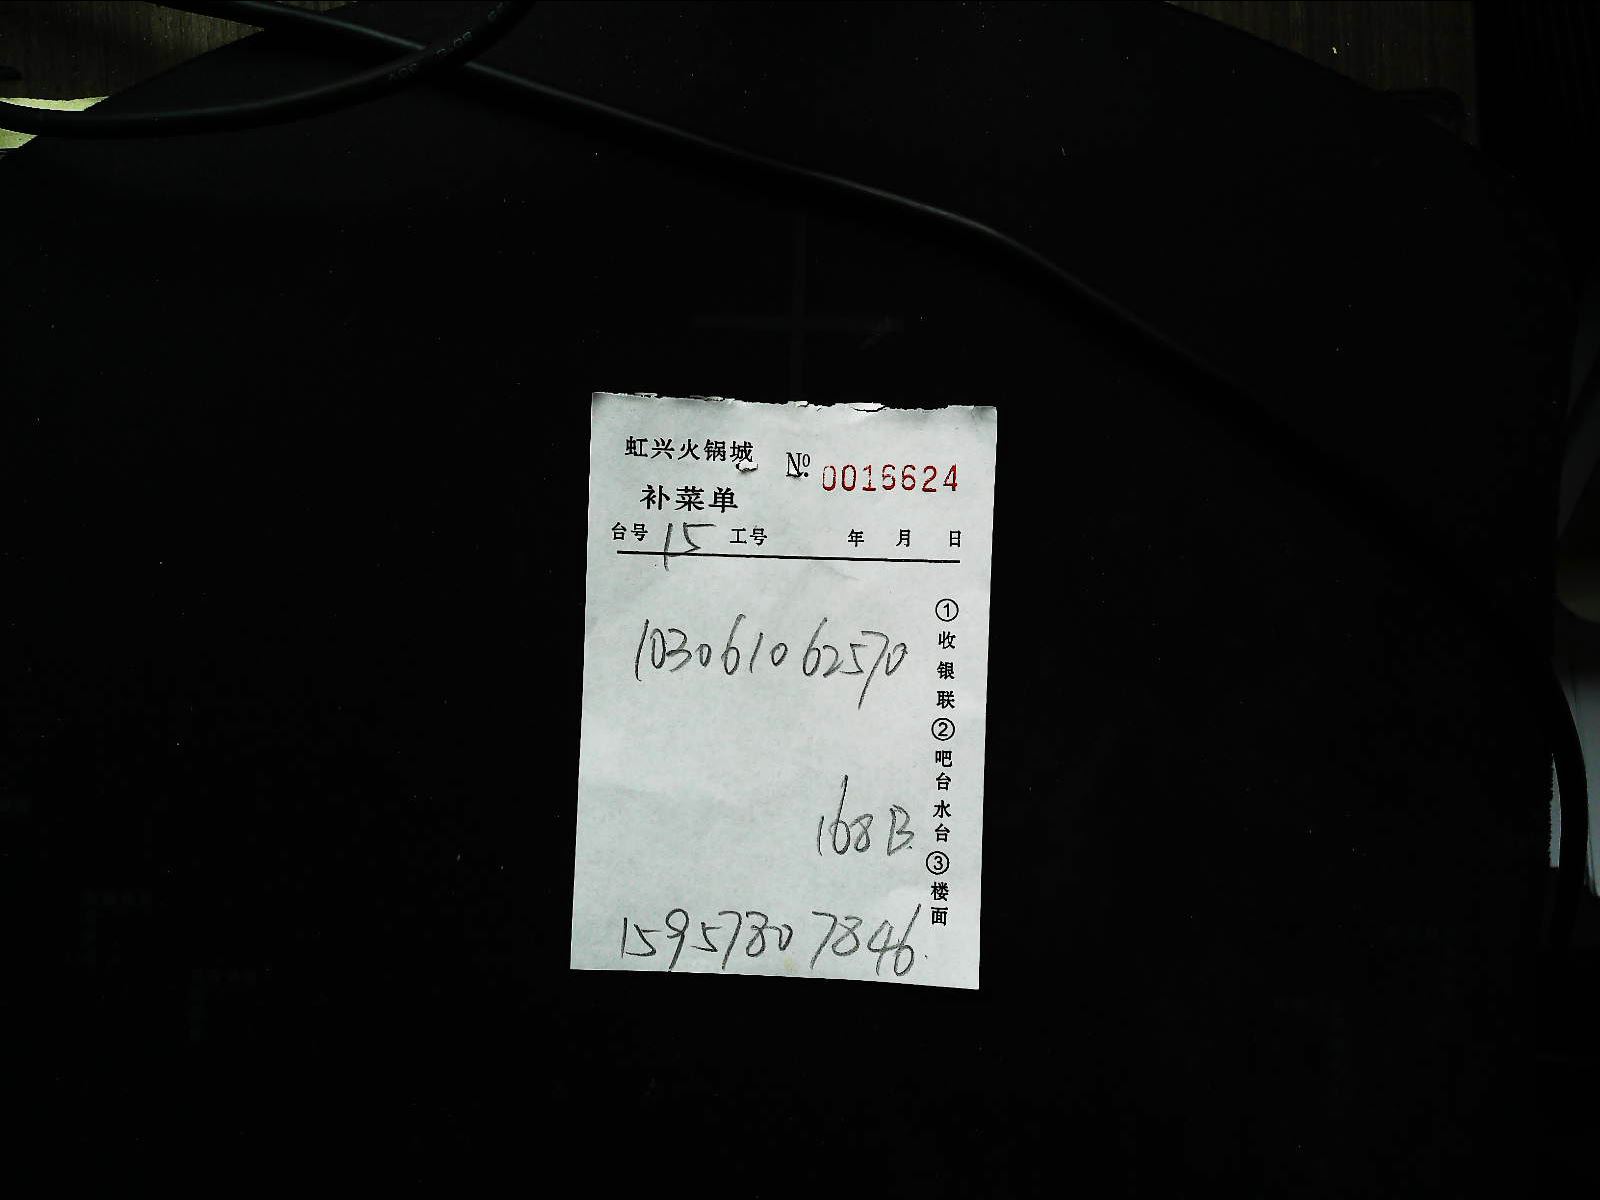 虹兴火锅城 Nº 0016624
补菜单
台号 15 工号 年 月 日
103061062570
168B
15957807846.
①收银联②吧台水台③楼面